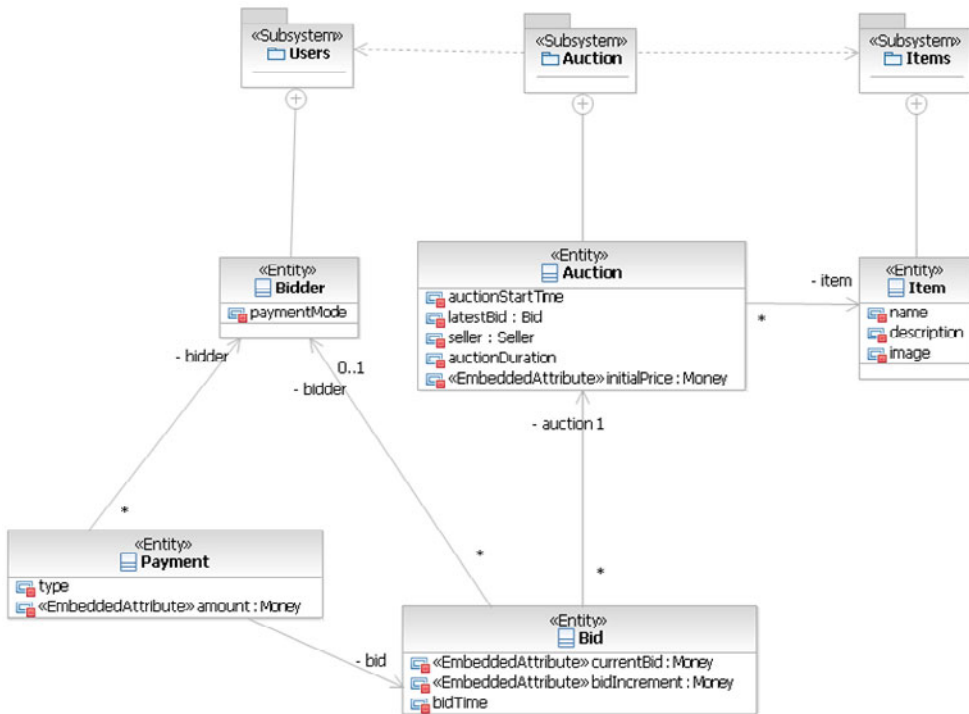 «Subsystem»
Users
«Subsystem»
Auction
«Subsystem»
Items
«Entity»
Bidder
paymentMode
«Entity»
Auction
auctionStartTime
latestBid : Bid
seller : Seller
auctionDuration
«EmbeddedAttribute» initialPrice : Money
- item
*
«Entity»
Item
name
description
image
- bidder
0..1
- bidder
- auction 1
*
*
*
«Entity»
Payment
type
«EmbeddedAttribute» amount : Money
- bid
«Entity»
Bid
«EmbeddedAttribute» currentBid : Money
«EmbeddedAttribute» bidIncrement : Money
bidTime